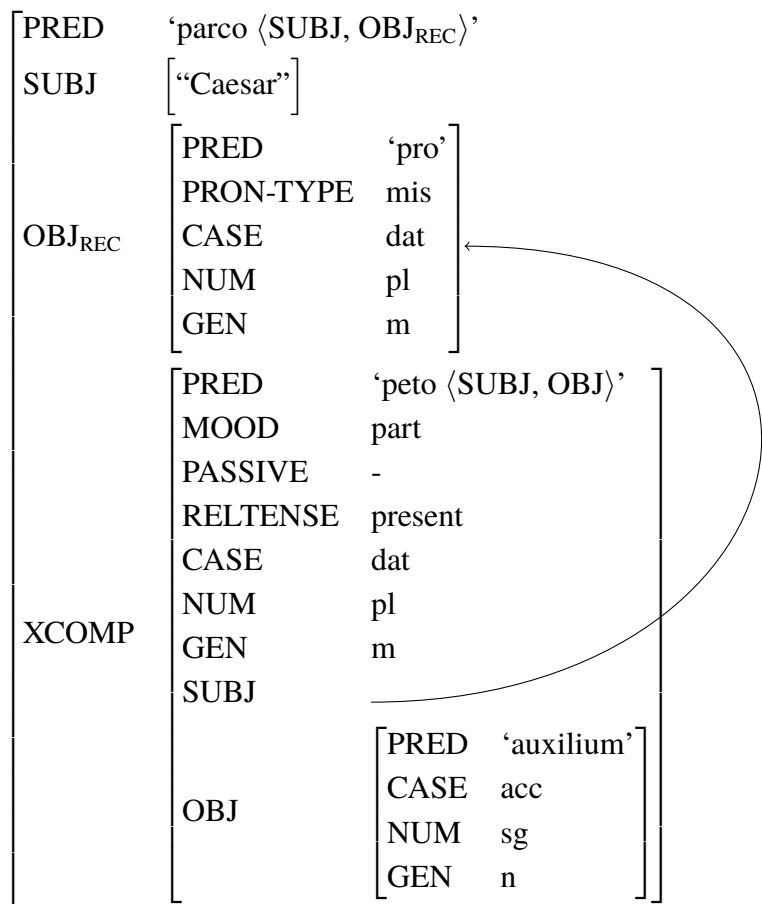 PRED ‘parco ⟨SUBJ, OBJREC⟩’
SUBJ [“Caesar”]
OBJREC
PRED ‘pro’
PRON-TYPE mis
CASE dat
NUM pl
GEN m
XCOMP
PRED ‘peto ⟨SUBJ, OBJ⟩’
MOOD part
PASSIVE -
RELTENSE present
CASE dat
NUM pl
GEN m
SUBJ
OBJ
PRED ‘auxilium’
CASE acc
NUM sg
GEN n